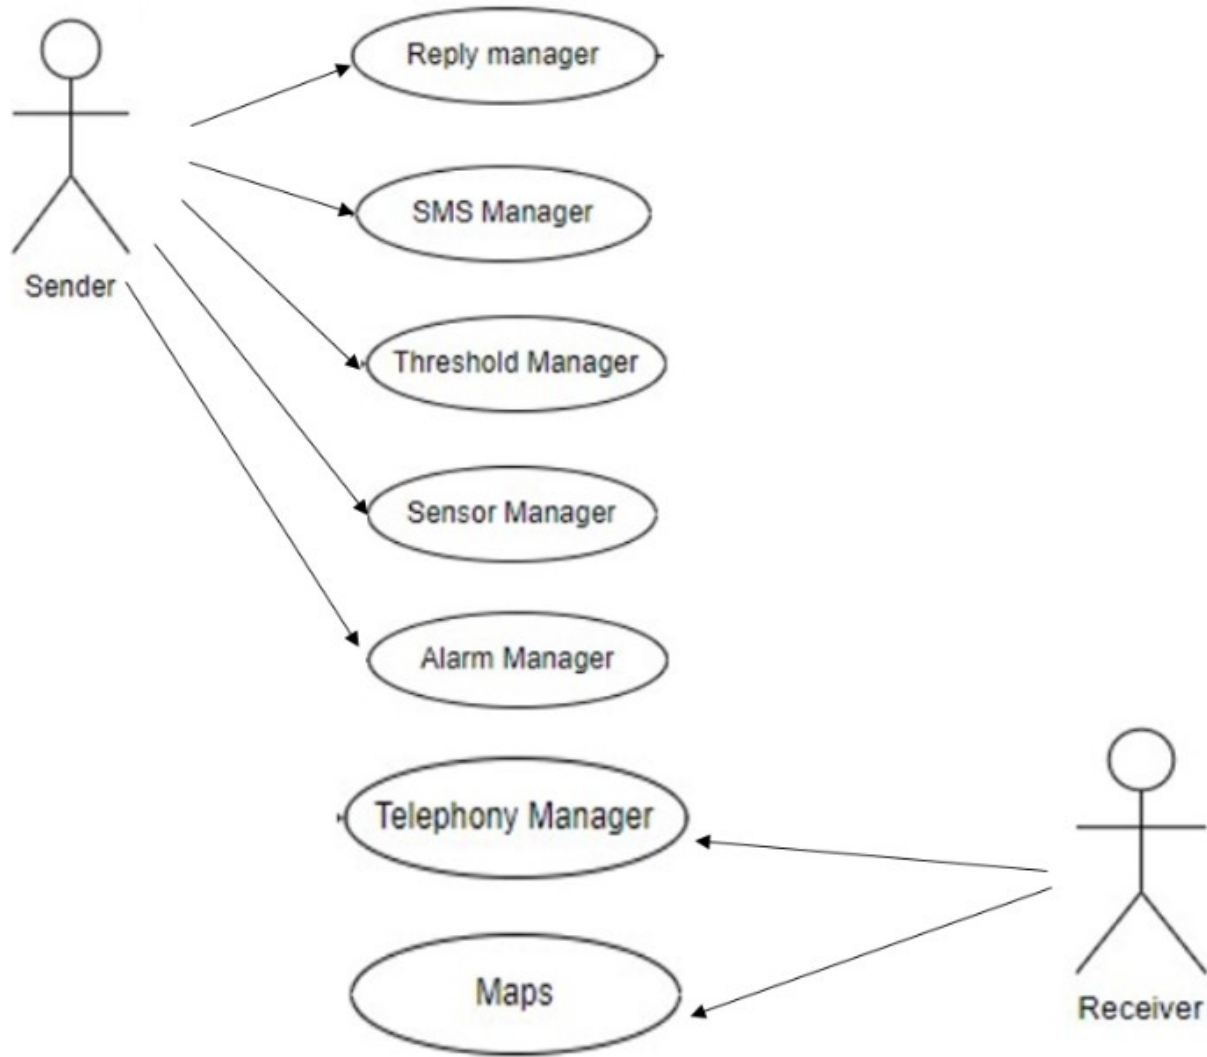 Reply manager
SMS Manager
Sender
Threshold Manager
Sensor Manager
Alarm Manager
Telephony Manager
Maps
Receiver